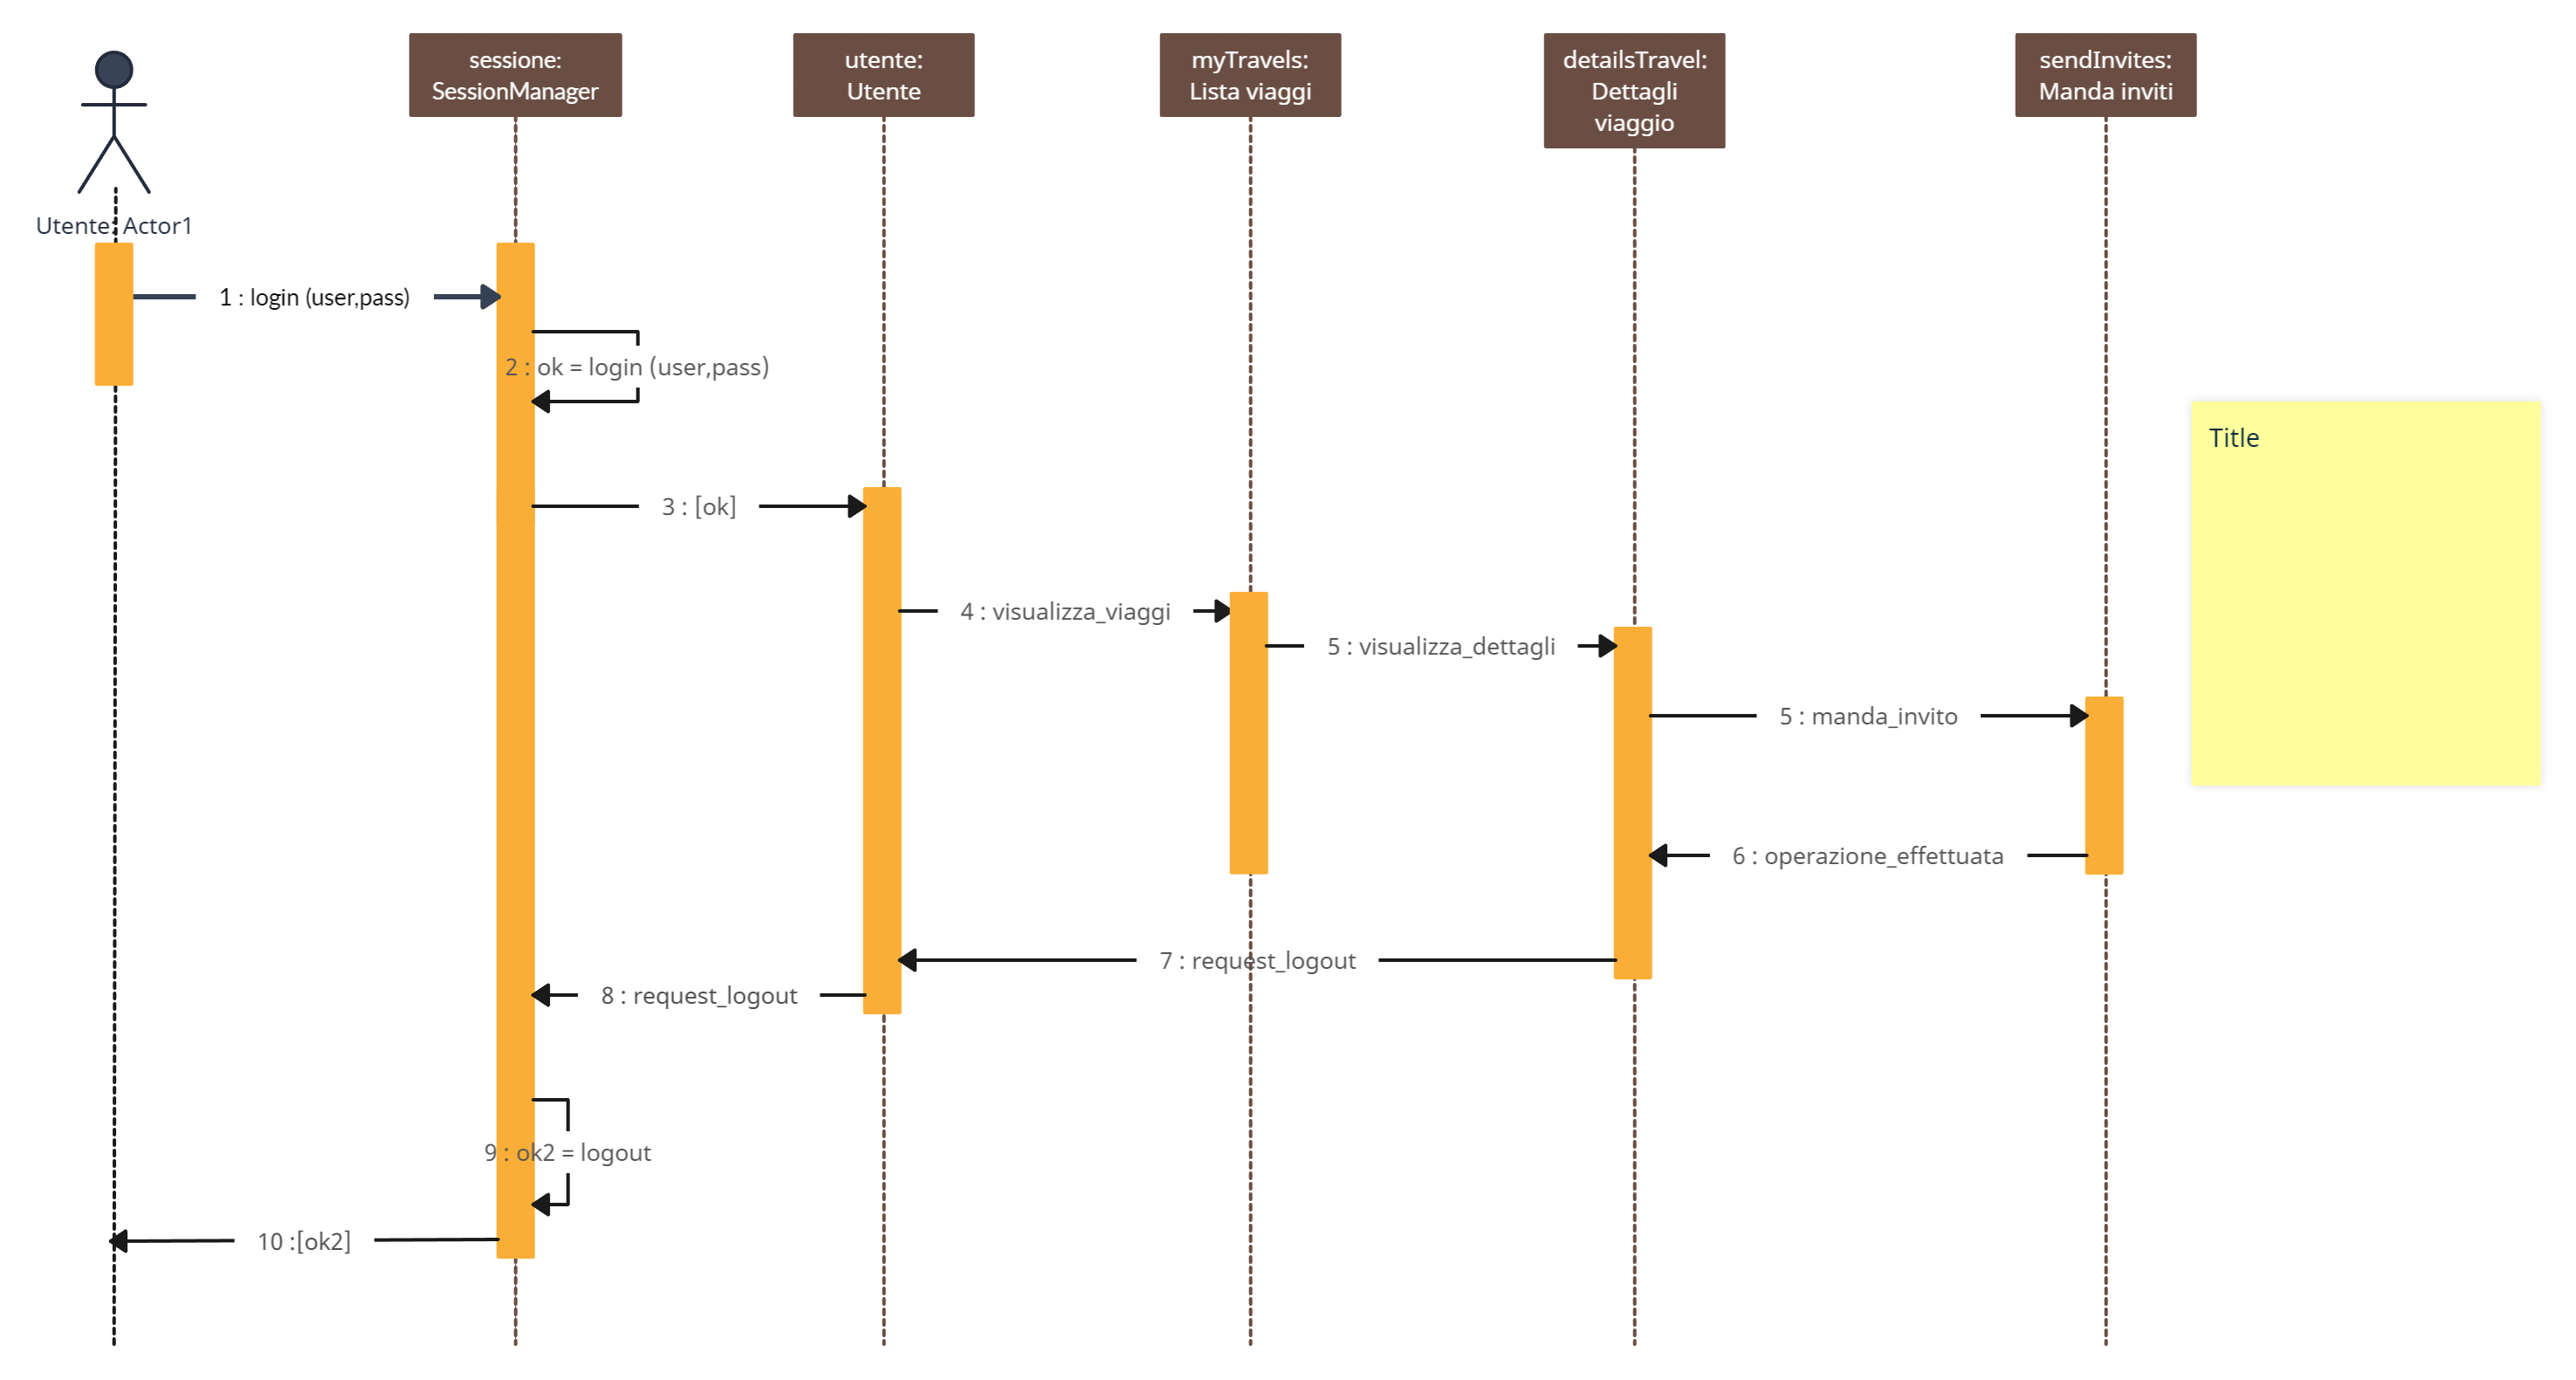 sessione:
SessionManager
utente:
Utente
myTravels:
Lista viaggi
detailsTravel:
Dettagli
viaggio
sendInvites:
Manda inviti
Utente: Actor1
1 : login (user,pass)
2 : ok = login (user,pass)
Title
3 : [ok]
4 : visualizza_viaggi
5 : visualizza_dettagli
5 : manda_invito
6 : operazione_effettuata
7 : request_logout
8 : request_logout
9 : ok2 = logout
10 :[ok2]